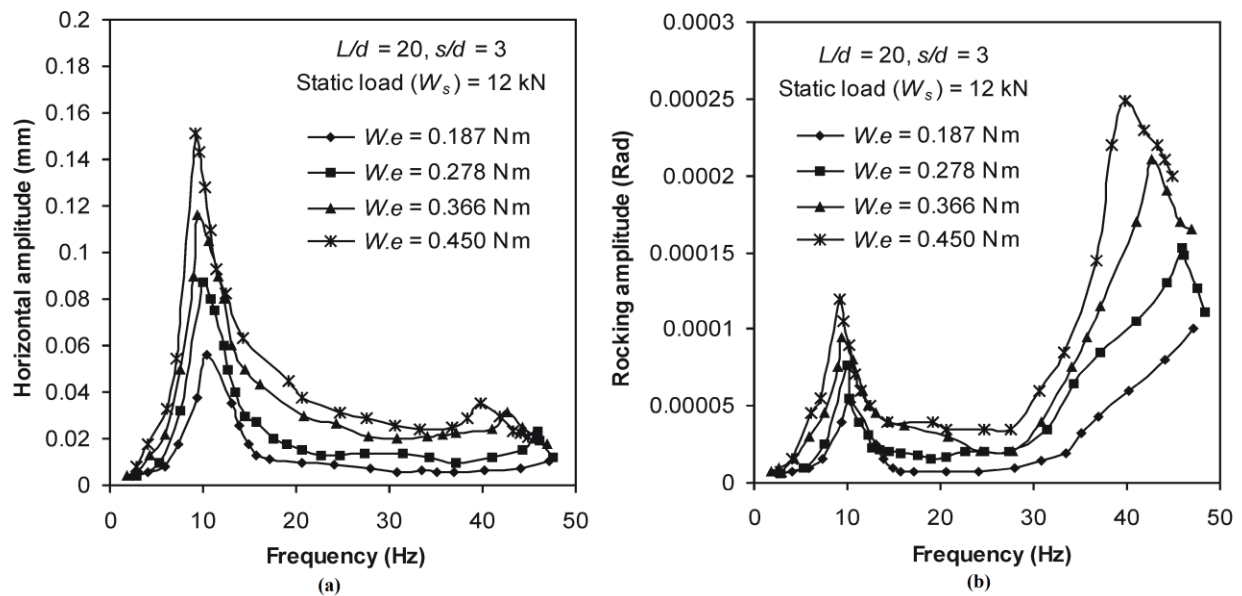 0.2
0.18
0.16
0.14
0.12
0.1
0.08
0.06
0.04
0.02
0
Horizontal amplitude (mm)
L/d = 20, s/d = 3
Static load (Ws) = 12 kN
W.e = 0.187 Nm
W.e = 0.278 Nm
W.e = 0.366 Nm
W.e = 0.450 Nm
0 10 20 30 40 50
Frequency (Hz)
(a)
0.0003
0.00025
0.0002
0.00015
0.0001
0.00005
0
Rocking amplitude (Rad)
L/d = 20, s/d = 3
Static load (Ws) = 12 kN
W.e = 0.187 Nm
W.e = 0.278 Nm
W.e = 0.366 Nm
W.e = 0.450 Nm
0 10 20 30 40 50
Frequency (Hz)
(b)